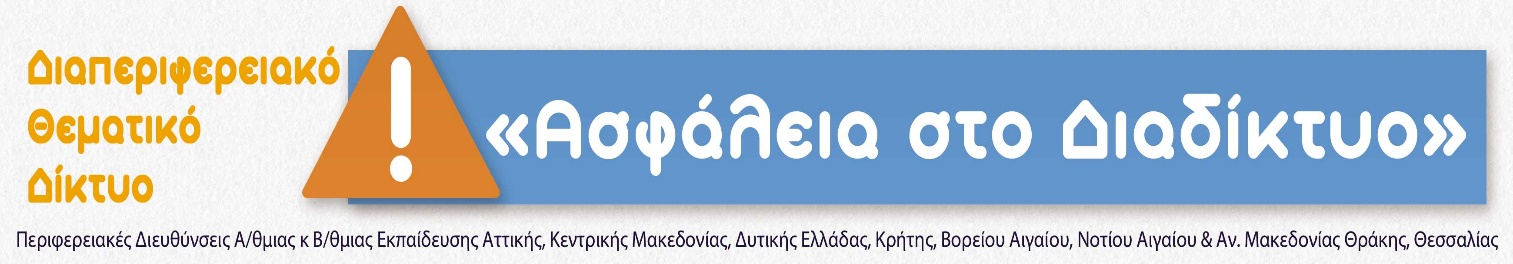 Διαπεριφερειακό
Θεματικό
Δίκτυο
!
«Ασφάλεια στο Διαδίκτυο»
Περιφερειακές Διευθύνσεις Α/θμιας κ Β/θμιας Εκπαίδευσης Αττικής, Κεντρικής Μακεδονίας, Δυτικής Ελλάδας, Κρήτης, Βορείου Αιγαίου, Νοτίου Αιγαίου & Αν. Μακεδονίας Θράκης, Θεσσαλίας